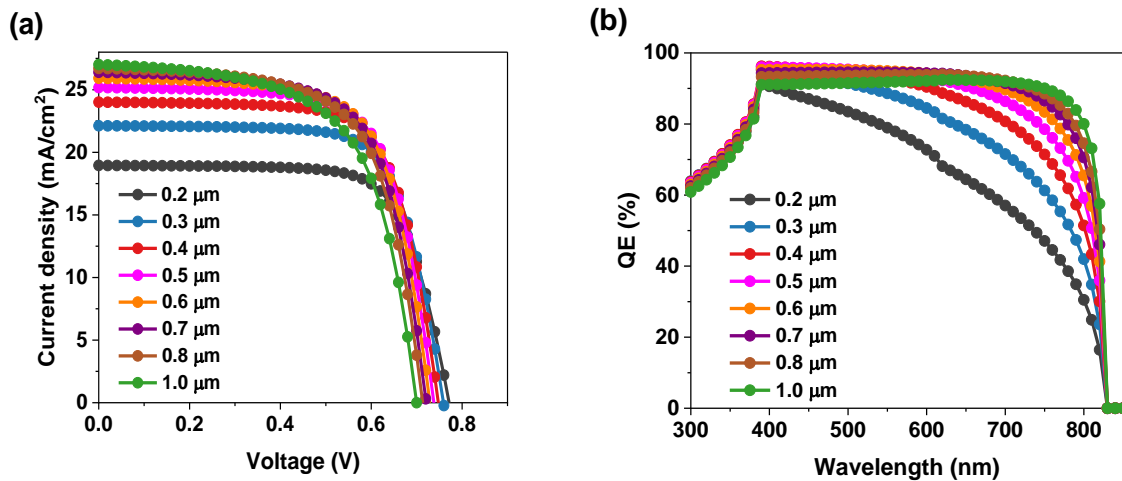 (a)
Current density (mA/cm²)
25
19
13
6
0
0.2 μm
0.3 μm
0.4 μm
0.5 μm
0.6 μm
0.7 μm
0.8 μm
1.0 μm
0.0 0.2 0.4 0.6 0.8
Voltage (V)
(b)
QE (%)
100
80
60
40
20
0
0.2 μm
0.3 μm
0.4 μm
0.5 μm
0.6 μm
0.7 μm
0.8 μm
1.0 μm
300 400 500 600 700 800
Wavelength (nm)